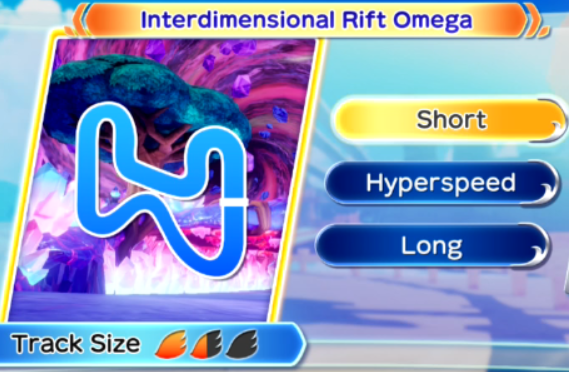 Interdimensional Rift Omega
Short
Hyperspeed
Long
Track Size